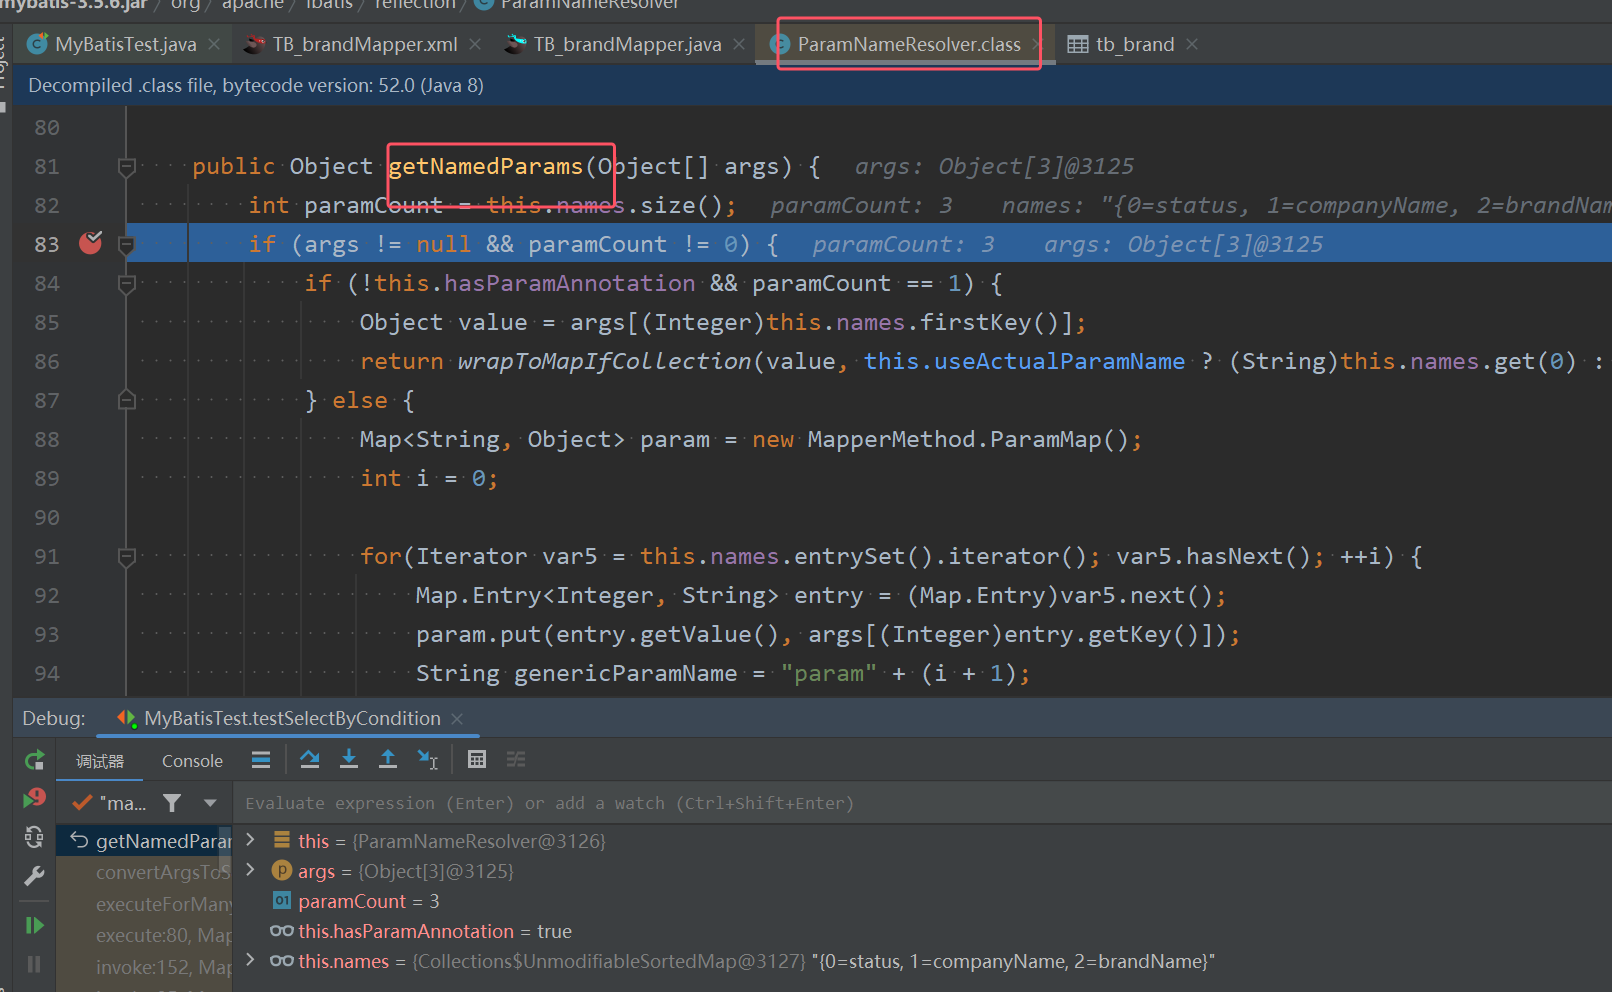 mybatis-3.5.6.jar / org / apache / ibatis / reflection / ParamNameResolver
MyBatisTest.java TB_brandMapper.xml TB_brandMapper.java ParamNameResolver.class tb_brand
Decompiled .class file, bytecode version: 52.0 (Java 8)
80
81 public Object getNamedParams(Object[] args) { args: Object[3]@3125
82 int paramCount = this.names.size(); paramCount: 3 names: "{0=status, 1=companyName, 2=brandNam
83 if (args != null && paramCount != 0) { paramCount: 3 args: Object[3]@3125
84 if (!this.hasParamAnnotation && paramCount == 1) {
85 Object value = args[(Integer)this.names.firstKey()];
86 return wrapToMapIfCollection(value, this.useActualParamName ? (String)this.names.get(0) :
87 } else {
88 Map<String, Object> param = new MapperMethod.ParamMap();
89 int i = 0;
90
91 for(Iterator var5 = this.names.entrySet().iterator(); var5.hasNext(); ++i) {
92 Map.Entry<Integer, String> entry = (Map.Entry)var5.next();
93 param.put(entry.getValue(), args[(Integer)entry.getKey()]);
94 String genericParamName = "param" + (i + 1);
Debug: MyBatisTest.testSelectByCondition
调试器 Console
"ma... Evaluate expression (Enter) or add a watch (Ctrl+Shift+Enter)
getNamedParar this = {ParamNameResolver@3126}
convertArgsToS args = {Object[3]@3125}
executeForMany paramCount = 3
execute:80, Map this.hasParamAnnotation = true
invoke:152, Map this.names = {Collections$UnmodifiableSortedMap@3127} "{0=status, 1=companyName, 2=brandName}"